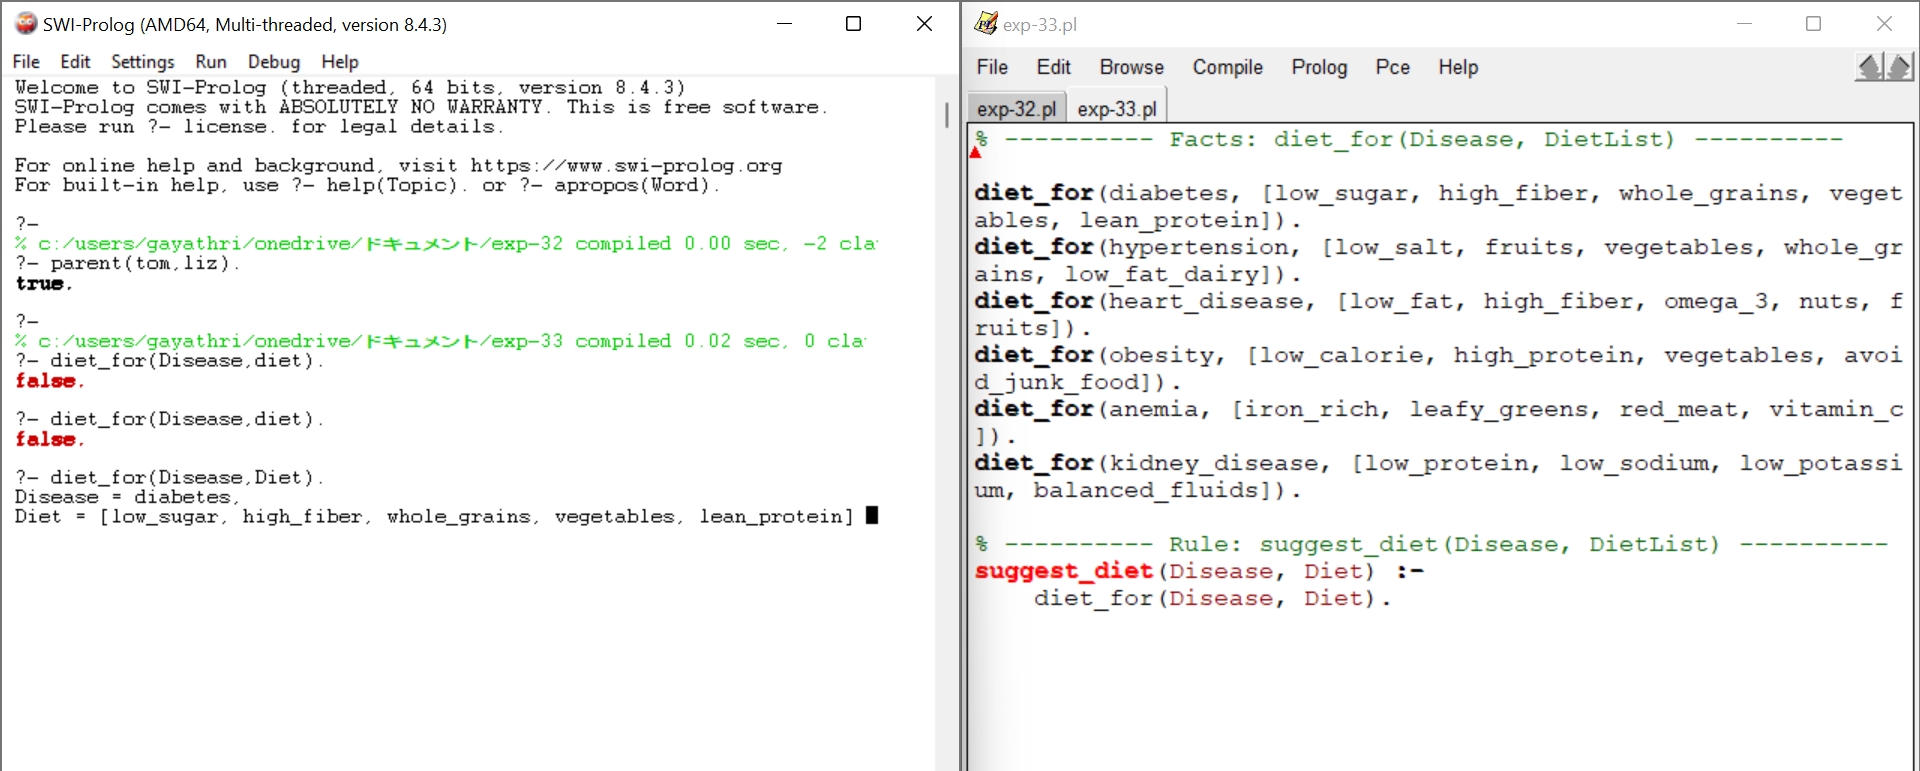 SWI-Prolog (AMD64, Multi-threaded, version 8.4.3)
File Edit Settings Run Debug Help
Welcome to SWI-Prolog (threaded, 64 bits, version 8.4.3)
SWI-Prolog comes with ABSOLUTELY NO WARRANTY. This is free software.
Please run ?- license. for legal details.
For online help and background, visit https://www.swi-prolog.org
For built-in help, use ?- help(Topic). or ?- apropos(Word).
?-
% c:/users/gayathri/onedrive/ドキュメント/exp-32 compiled 0.00 sec, -2 cla
?- parent(tom,liz).
true.
?-
% c:/users/gayathri/onedrive/ドキュメント/exp-33 compiled 0.02 sec, 0 cla
?- diet_for(Disease,diet).
false.
?- diet_for(Disease,diet).
false.
?- diet_for(Disease,Diet).
Disease = diabetes,
Diet = [low_sugar, high_fiber, whole_grains, vegetables, lean_protein]
exp-33.pl
File Edit Browse Compile Prolog Pce Help
exp-32.pl exp-33.pl
% ---------- Facts: diet_for(Disease, DietList) ----------
diet_for(diabetes, [low_sugar, high_fiber, whole_grains, veget
ables, lean_protein]).
diet_for(hypertension, [low_salt, fruits, vegetables, whole_gr
ains, low_fat_dairy]).
diet_for(heart_disease, [low_fat, high_fiber, omega_3, nuts, f
ruits]).
diet_for(obesity, [low_calorie, high_protein, vegetables, avoi
d_junk_food]).
diet_for(anemia, [iron_rich, leafy_greens, red_meat, vitamin_c
]).
diet_for(kidney_disease, [low_protein, low_sodium, low_potassi
um, balanced_fluids]).
% ---------- Rule: suggest_diet(Disease, DietList) ----------
suggest_diet(Disease, Diet) :-
diet_for(Disease, Diet).